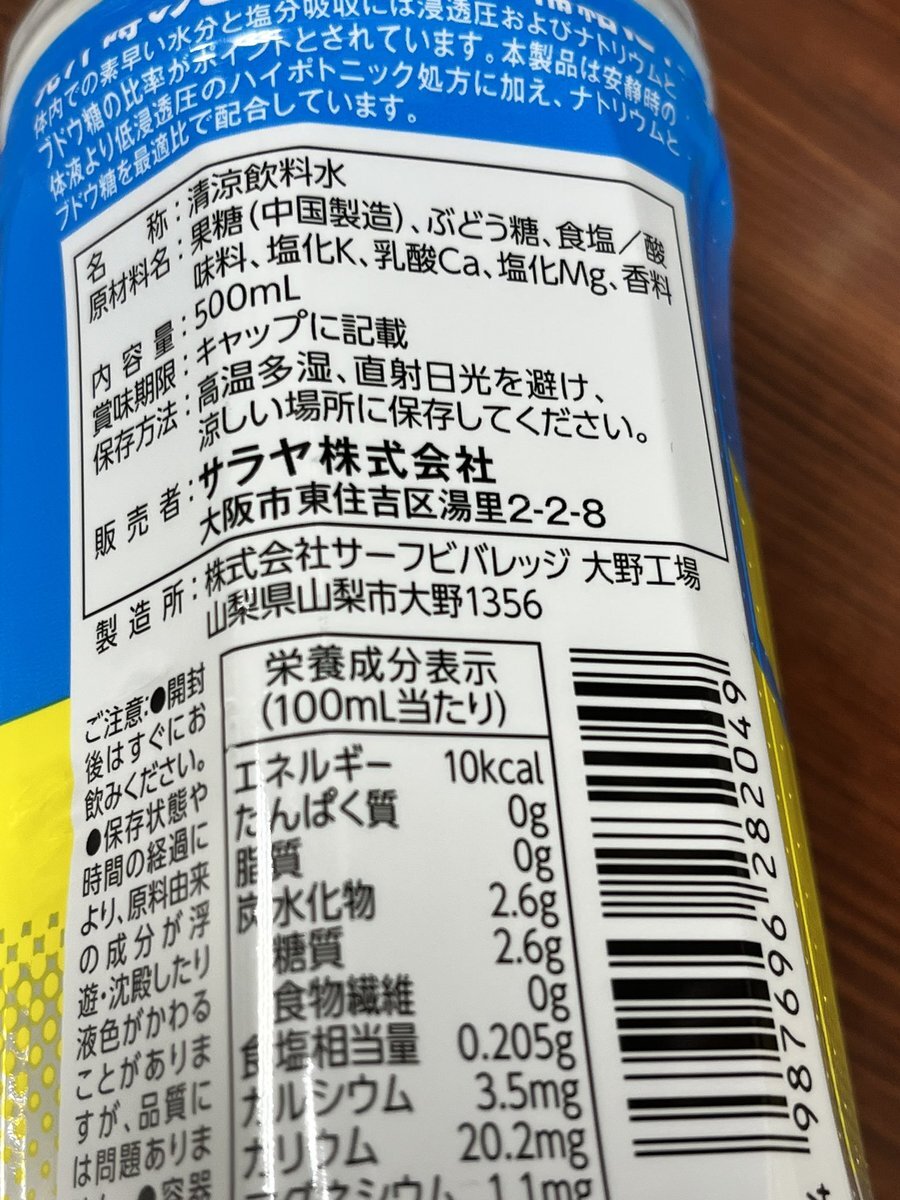 体内での素早い水分と塩分吸収には浸透圧およびナトリウムと
ブドウ糖の比率がポイントとされています。本製品は安静時の
体液より低浸透圧のハイポトニック処方に加え、ナトリウムと
ブドウ糖を最適比で配合しています。
名称:清涼飲料水
原材料名:果糖(中国製造)、ぶどう糖、食塩/酸
味料、塩化K、乳酸Ca、塩化Mg、香料
内容量:500mL
賞味期限:キャップに記載
保存方法:高温多湿、直射日光を避け、
涼しい場所に保存してください。
販売者:サラヤ株式会社
大阪市東住吉区湯里2-2-8
製造所:株式会社サーフビバレッジ 大野工場
山梨県山梨市大野1356
ご注意:●開封
後はすぐにお
飲みください。
●保存状態や
時間の経過に
より、原料由来
の成分が浮
遊・沈殿したり
液色がかわる
ことがありま
すが、品質に
は問題ありま
●容器
栄養成分表示
(100mL当たり)
エネルギー 10kcal
たんぱく質 0g
脂質 0g
炭水化物 2.6g
糖質 2.6g
食物繊維 0g
食塩相当量 0.205g
カルシウム 3.5mg
カリウム 20.2mg
マグネシウム 1.1mg
4 987696 282049